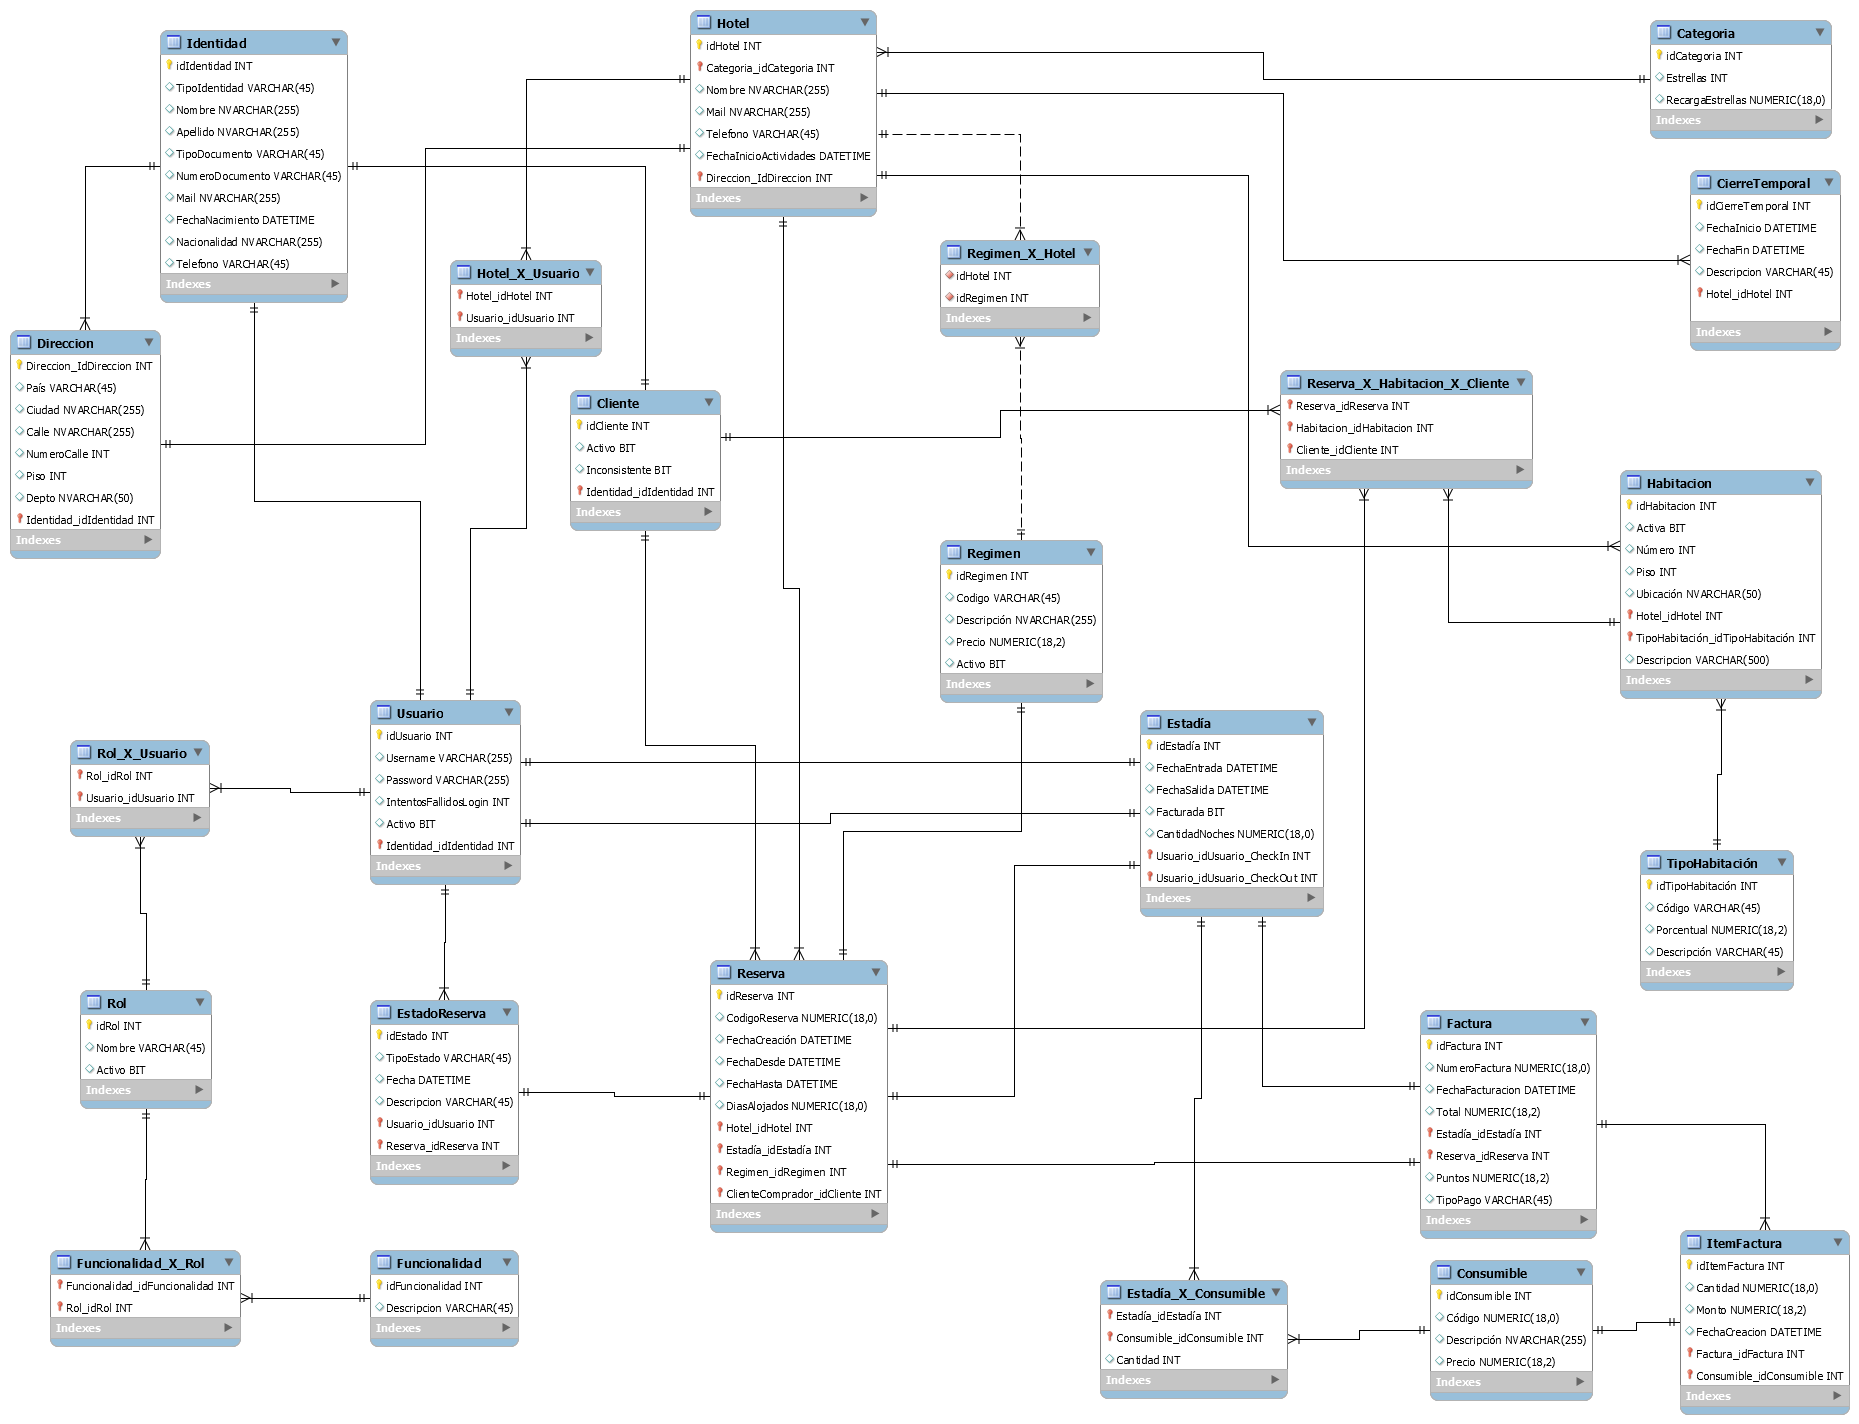 Identidad
idIdentidad INT
TipoIdentidad VARCHAR(45)
Nombre NVARCHAR(255)
Apellido NVARCHAR(255)
TipoDocumento VARCHAR(45)
NumeroDocumento VARCHAR(45)
Mail NVARCHAR(255)
FechaNacimiento DATETIME
Nacionalidad NVARCHAR(255)
Telefono VARCHAR(45)
Indexes
Hotel
idHotel INT
Categoria_idCategoria INT
Nombre NVARCHAR(255)
Mail NVARCHAR(255)
Telefono VARCHAR(45)
FechaInicioActividades DATETIME
Direccion_IdDireccion INT
Indexes
Categoria
idCategoria INT
Estrellas INT
RecargaEstrellas NUMERIC(18,0)
Indexes
CierreTemporal
idCierreTemporal INT
FechaInicio DATETIME
FechaFin DATETIME
Descripcion VARCHAR(45)
Hotel_idHotel INT
Indexes
Hotel_X_Usuario
Hotel_idHotel INT
Usuario_idUsuario INT
Indexes
Regimen_X_Hotel
idHotel INT
idRegimen INT
Indexes
Direccion
Direccion_IdDireccion INT
País VARCHAR(45)
Ciudad NVARCHAR(255)
Calle NVARCHAR(255)
NumeroCalle INT
Piso INT
Depto NVARCHAR(50)
Identidad_idIdentidad INT
Indexes
Cliente
idCliente INT
Activo BIT
Inconsistente BIT
Identidad_idIdentidad INT
Indexes
Reserva_X_Habitacion_X_Cliente
Reserva_idReserva INT
Habitacion_idHabitacion INT
Cliente_idCliente INT
Indexes
Habitacion
idHabitacion INT
Activa BIT
Número INT
Piso INT
Ubicación NVARCHAR(50)
Hotel_idHotel INT
TipoHabitación_idTipoHabitación INT
Descripcion VARCHAR(500)
Indexes
Regimen
idRegimen INT
Codigo VARCHAR(45)
Descripción NVARCHAR(255)
Precio NUMERIC(18,2)
Activo BIT
Indexes
Usuario
idUsuario INT
Username VARCHAR(255)
Password VARCHAR(255)
IntentosFallidosLogin INT
Activo BIT
Identidad_idIdentidad INT
Indexes
Rol_X_Usuario
Rol_idRol INT
Usuario_idUsuario INT
Indexes
Estadía
idEstadía INT
FechaEntrada DATETIME
FechaSalida DATETIME
Facturada BIT
CantidadNoches NUMERIC(18,0)
Usuario_idUsuario_CheckIn INT
Usuario_idUsuario_CheckOut INT
Indexes
TipoHabitación
idTipoHabitación INT
Código VARCHAR(45)
Porcentual NUMERIC(18,2)
Descripción VARCHAR(45)
Indexes
Rol
idRol INT
Nombre VARCHAR(45)
Activo BIT
Indexes
EstadoReserva
idEstado INT
TipoEstado VARCHAR(45)
Fecha DATETIME
Descripcion VARCHAR(45)
Usuario_idUsuario INT
Reserva_idReserva INT
Indexes
Reserva
idReserva INT
CodigoReserva NUMERIC(18,0)
FechaCreación DATETIME
FechaDesde DATETIME
FechaHasta DATETIME
DiasAlojados NUMERIC(18,0)
Hotel_idHotel INT
Estadía_idEstadía INT
Regimen_idRegimen INT
ClienteComprador_idCliente INT
Indexes
Factura
idFactura INT
NumeroFactura NUMERIC(18,0)
FechaFacturacion DATETIME
Total NUMERIC(18,2)
Estadía_idEstadía INT
Reserva_idReserva INT
Puntos NUMERIC(18,2)
TipoPago VARCHAR(45)
Indexes
Funcionalidad_X_Rol
Funcionalidad_idFuncionalidad INT
Rol_idRol INT
Indexes
Funcionalidad
idFuncionalidad INT
Descripcion VARCHAR(45)
Indexes
Estadía_X_Consumible
Estadía_idEstadía INT
Consumible_idConsumible INT
Cantidad INT
Indexes
Consumible
idConsumible INT
Código NUMERIC(18,0)
Descripción NVARCHAR(255)
Precio NUMERIC(18,2)
Indexes
ItemFactura
idItemFactura INT
Cantidad NUMERIC(18,0)
Monto NUMERIC(18,2)
FechaCreacion DATETIME
Factura_idFactura INT
Consumible_idConsumible INT
Indexes